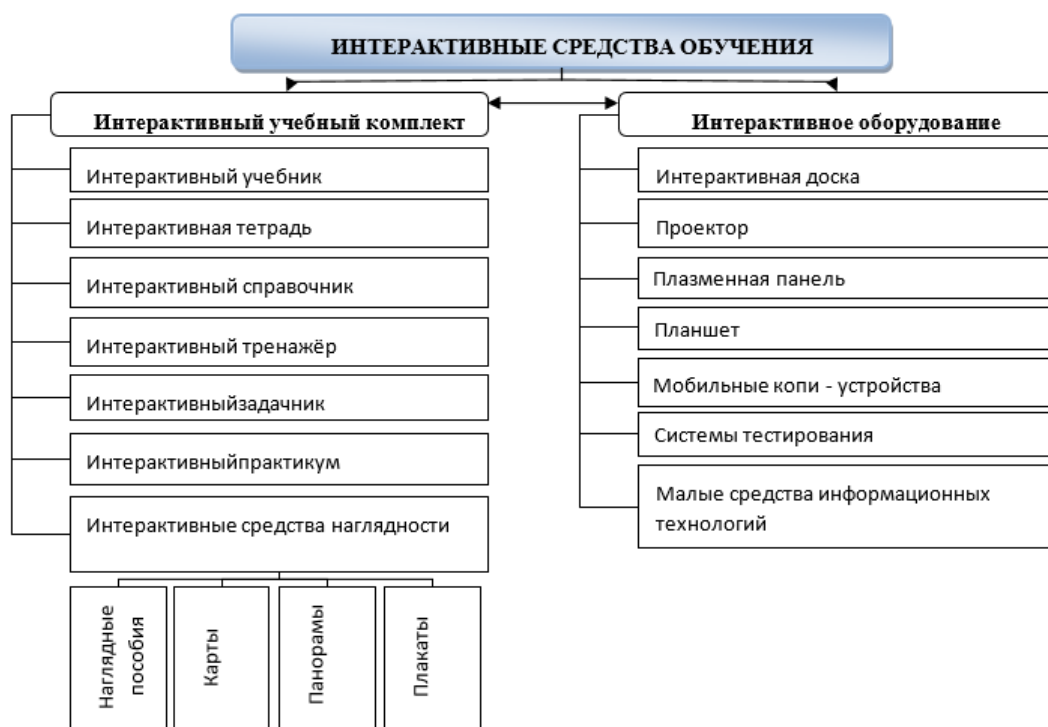 ИНТЕРАКТИВНЫЕ СРЕДСТВА ОБУЧЕНИЯ
Интерактивный учебный комплект
Интерактивный учебник
Интерактивная тетрадь
Интерактивный справочник
Интерактивный тренажёр
Интерактивныйзадачник
Интерактивныйпрактикум
Интерактивные средства наглядности
Наглядные
пособия
Карты
Панорамы
Плакаты
Интерактивное оборудование
Интерактивная доска
Проектор
Плазменная панель
Планшет
Мобильные копи - устройства
Системы тестирования
Малые средства информационных
технологий